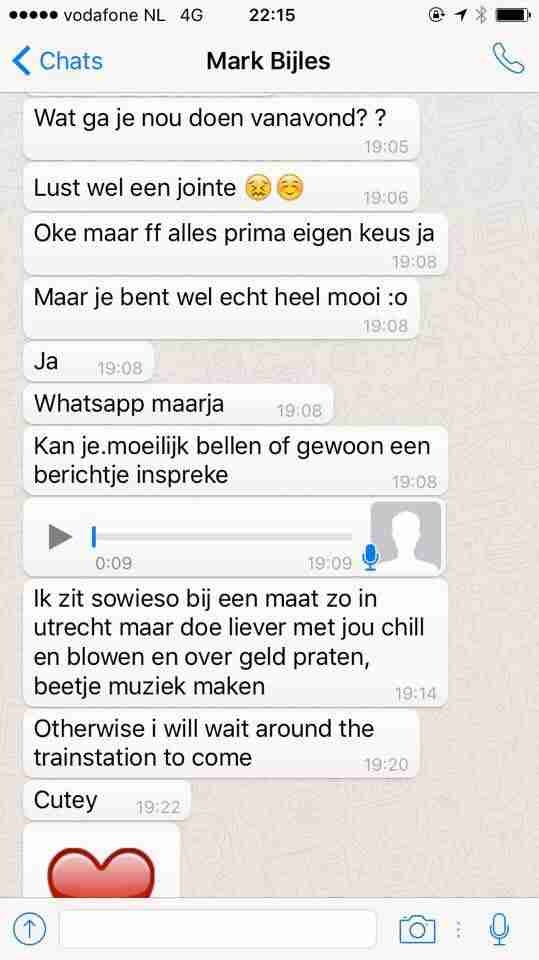 vodafone NL 4G 22:15
Chats Mark Bijles
Wat ga je nou doen vanavond? ?
19:05
Lust wel een jointe 😖☺️ 19:06
Oke maar ff alles prima eigen keus ja
19:08
Maar je bent wel echt heel mooi :o
19:08
Ja 19:08
Whatsapp maarja 19:08
Kan je.moeilijk bellen of gewoon een
berichtje inspreke 19:08
0:09 19:09
Ik zit sowieso bij een maat zo in
utrecht maar doe liever met jou chill
en blowen en over geld praten,
beetje muziek maken 19:14
Otherwise i will wait around the
trainstation to come 19:20
Cutey 19:22